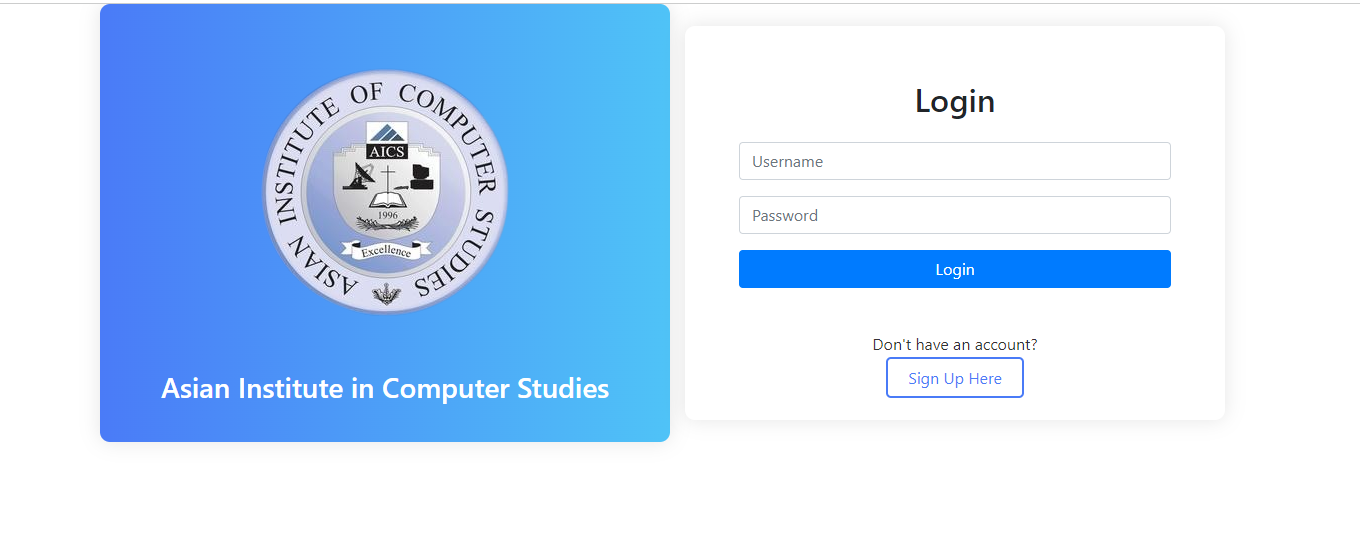 ASIAN INSTITUTE OF COMPUTER STUDIES
AICS
1996
Excellence
Asian Institute in Computer Studies
Login
Username
Password
Login
Don't have an account?
Sign Up Here